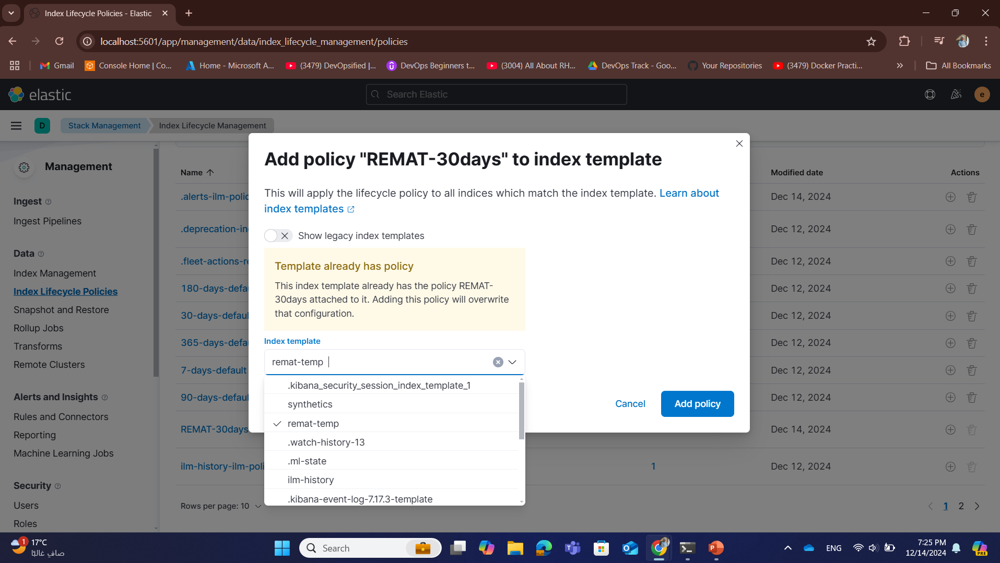 Index Lifecycle Policies - Elastic
localhost:5601/app/management/data/index_lifecycle_management/policies
Gmail
Console Home | Co...
Home - Microsoft A...
(3479) DevOpsified |...
DevOps Beginners t...
(3004) All About RH...
DevOps Track - Goo...
Your Repositories
(3479) Docker Practi...
All Bookmarks
elastic
Search Elastic
e
D
Stack Management
Index Lifecycle Management
Management
Ingest
Ingest Pipelines
Data
Index Management
Index Lifecycle Policies
Snapshot and Restore
Rollup Jobs
Transforms
Remote Clusters
Alerts and Insights
Rules and Connectors
Reporting
Machine Learning Jobs
Security
Users
Roles
Name
Modified date
Actions
.alerts-ilm-polic
Dec 14, 2024
.deprecation-in
Dec 12, 2024
.fleet-actions-re
Dec 12, 2024
180-days-defau
Dec 12, 2024
30-days-defaul
Dec 12, 2024
365-days-defau
Dec 12, 2024
7-days-default
Dec 12, 2024
90-days-defaul
Dec 12, 2024
REMAT-30days
Dec 14, 2024
ilm-history-ilm-poli
1
Dec 12, 2024
Rows per page: 10
1
2
Add policy "REMAT-30days" to index template
This will apply the lifecycle policy to all indices which match the index template. Learn about
index templates
Show legacy index templates
Template already has policy
This index template already has the policy REMAT-
30days attached to it. Adding this policy will overwrite
that configuration.
Index template
remat-temp
.kibana_security_session_index_template_1
synthetics
remat-temp
.watch-history-13
.ml-state
ilm-history
.kibana-event-log-7.17.3-template
Cancel
Add policy
1
17°C
صافٍ غالبًا
Search
ENG
7:25 PM
12/14/2024
PRE